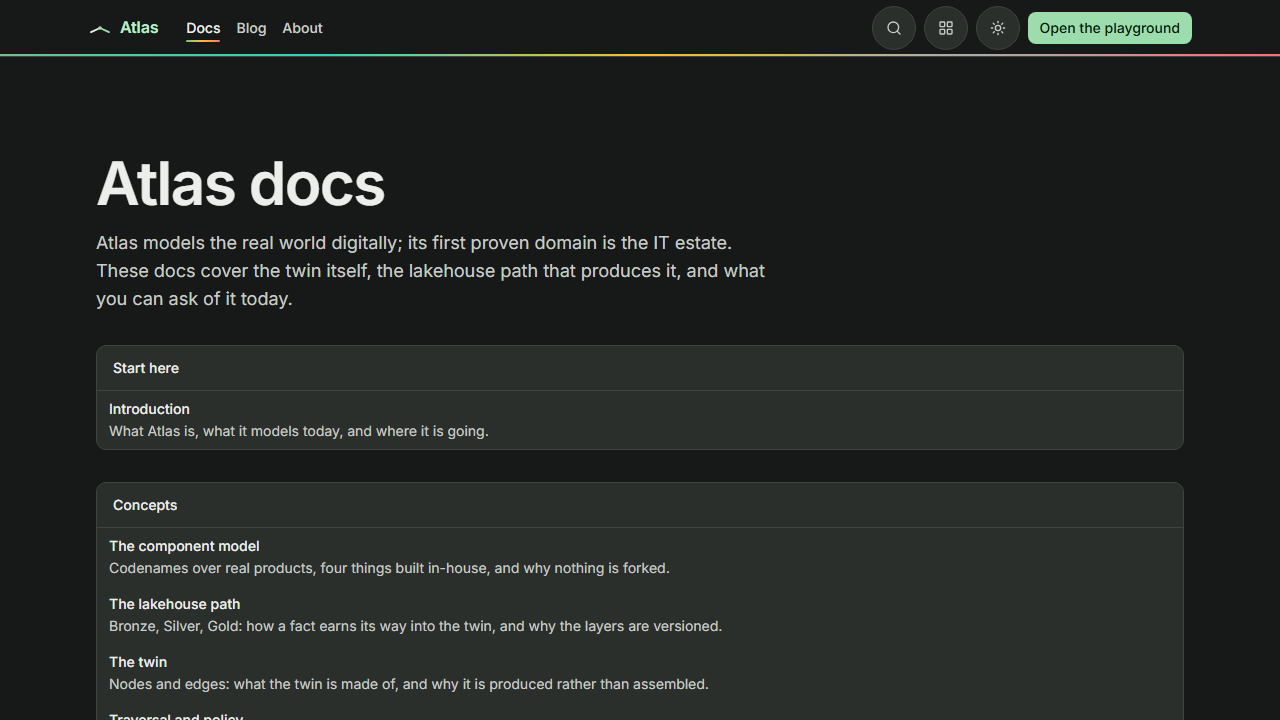 Atlas
Docs
Blog
About
Open the playground
Atlas docs
Atlas models the real world digitally; its first proven domain is the IT estate.
These docs cover the twin itself, the lakehouse path that produces it, and what
you can ask of it today.
Start here
Introduction
What Atlas is, what it models today, and where it is going.
Concepts
The component model
Codenames over real products, four things built in-house, and why nothing is forked.
The lakehouse path
Bronze, Silver, Gold: how a fact earns its way into the twin, and why the layers are versioned.
The twin
Nodes and edges: what the twin is made of, and why it is produced rather than assembled.
Traversal and policy